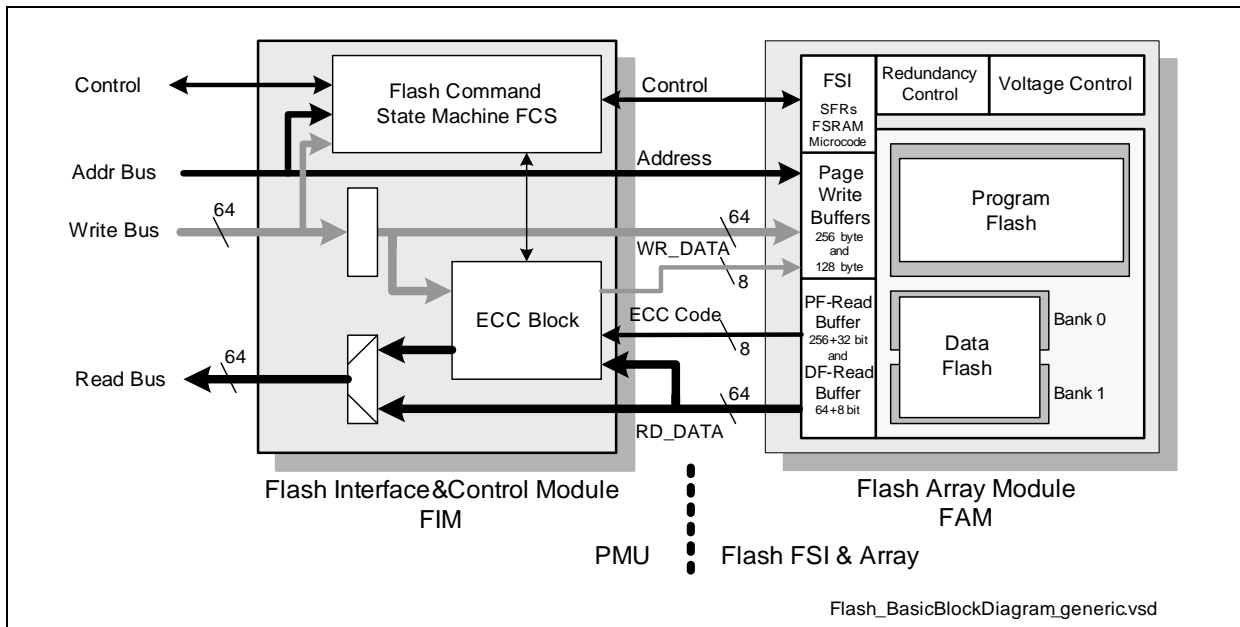 Control
Addr Bus
64
Write Bus
64
Read Bus
Flash Command
State Machine FCS
ECC Block
Control
Address
64
WR_DATA
8
ECC Code
8
64
RD_DATA
FSI
SFRs
FSRAM
Microcode
Redundancy
Control
Voltage Control
Page
Write
Buffers
256 byte
and
128 byte
PF-Read
Buffer
256+32 bit
and
DF-Read
Buffer
64+8 bit
Program
Flash
Data
Flash
Bank 0
Bank 1
Flash Interface&Control Module
FIM
Flash Array Module
FAM
PMU
Flash FSI & Array
Flash_BasicBlockDiagram_generic.vsd